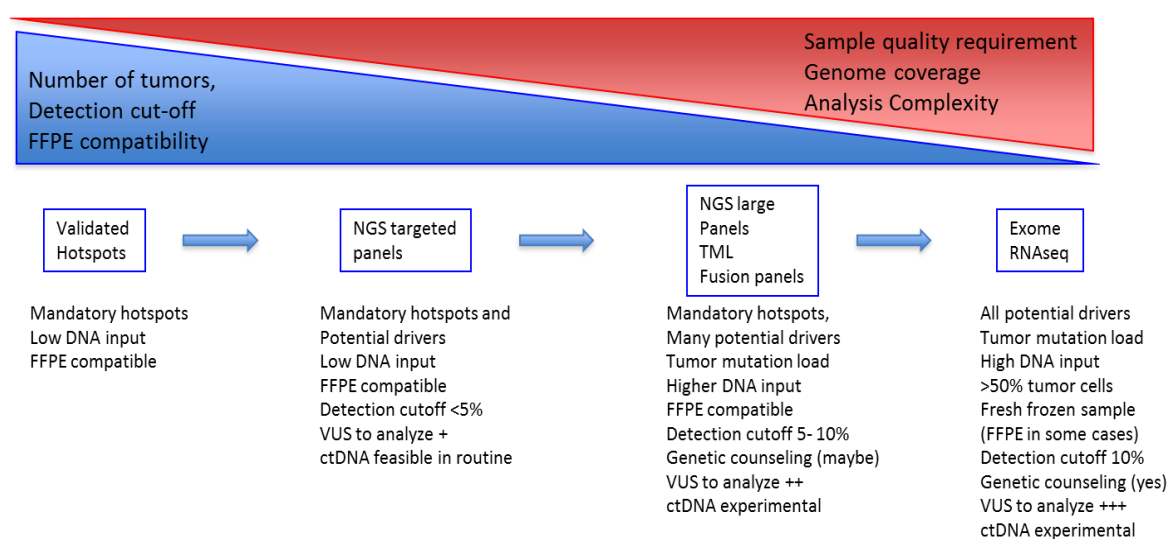 Sample quality requirement
Genome coverage
Analysis Complexity
Number of tumors,
Detection cut-off
FFPE compatibility
Validated
Hotspots
NGS targeted
panels
NGS large
Panels
TML
Fusion panels
Exome
RNAseq
Mandatory hotspots
Low DNA input
FFPE compatible
Mandatory hotspots and
Potential drivers
Low DNA input
FFPE compatible
Detection cutoff <5%
VUS to analyze +
ctDNA feasible in routine
Mandatory hotspots,
Many potential drivers
Tumor mutation load
Higher DNA input
FFPE compatible
Detection cutoff 5- 10%
Genetic counseling (maybe)
VUS to analyze ++
ctDNA experimental
All potential drivers
Tumor mutation load
High DNA input
>50% tumor cells
Fresh frozen sample
(FFPE in some cases)
Detection cutoff 10%
Genetic counseling (yes)
VUS to analyze +++
ctDNA experimental